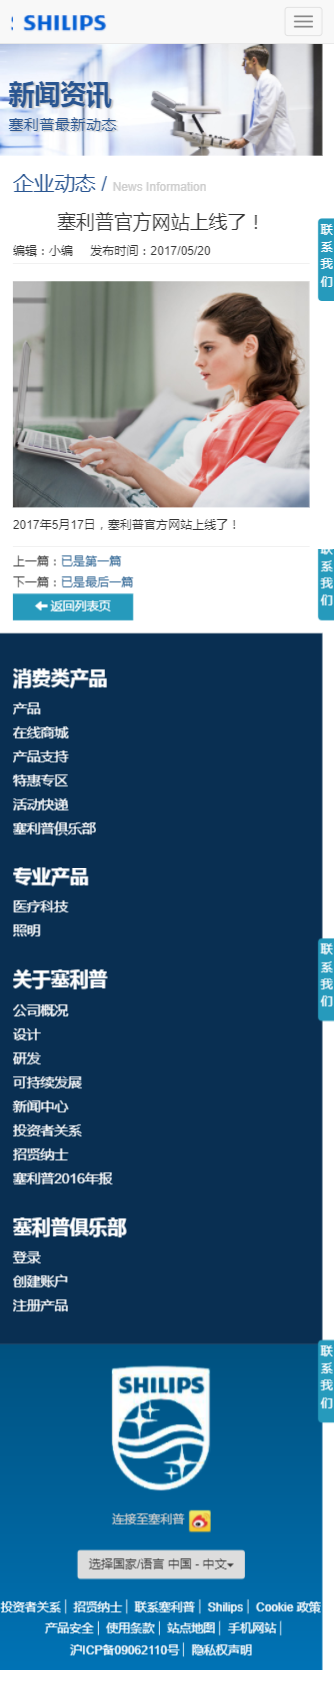 SHILIPS
新闻资讯
塞利普最新动态
企业动态 / News Information
塞利普官方网站上线了！
编辑：小编 发布时间：2017/05/20
联系我们
2017年5月17日，塞利普官方网站上线了！
上一篇：已是第一篇
下一篇：已是最后一篇
返回列表页
联系我们
消费类产品
产品
在线商城
产品支持
特惠专区
活动快递
塞利普俱乐部
专业产品
医疗科技
照明
联系我们
关于塞利普
公司概况
设计
研发
可持续发展
新闻中心
投资者关系
招贤纳士
塞利普2016年报
塞利普俱乐部
登录
创建账户
注册产品
联系我们
SHILIPS
连接至塞利普
选择国家/语言 中国 - 中文
投资者关系| 招贤纳士| 联系塞利普| Shilips| Cookie 政策
产品安全| 使用条款| 站点地图| 手机网站|
沪ICP备09062110号| 隐私权声明